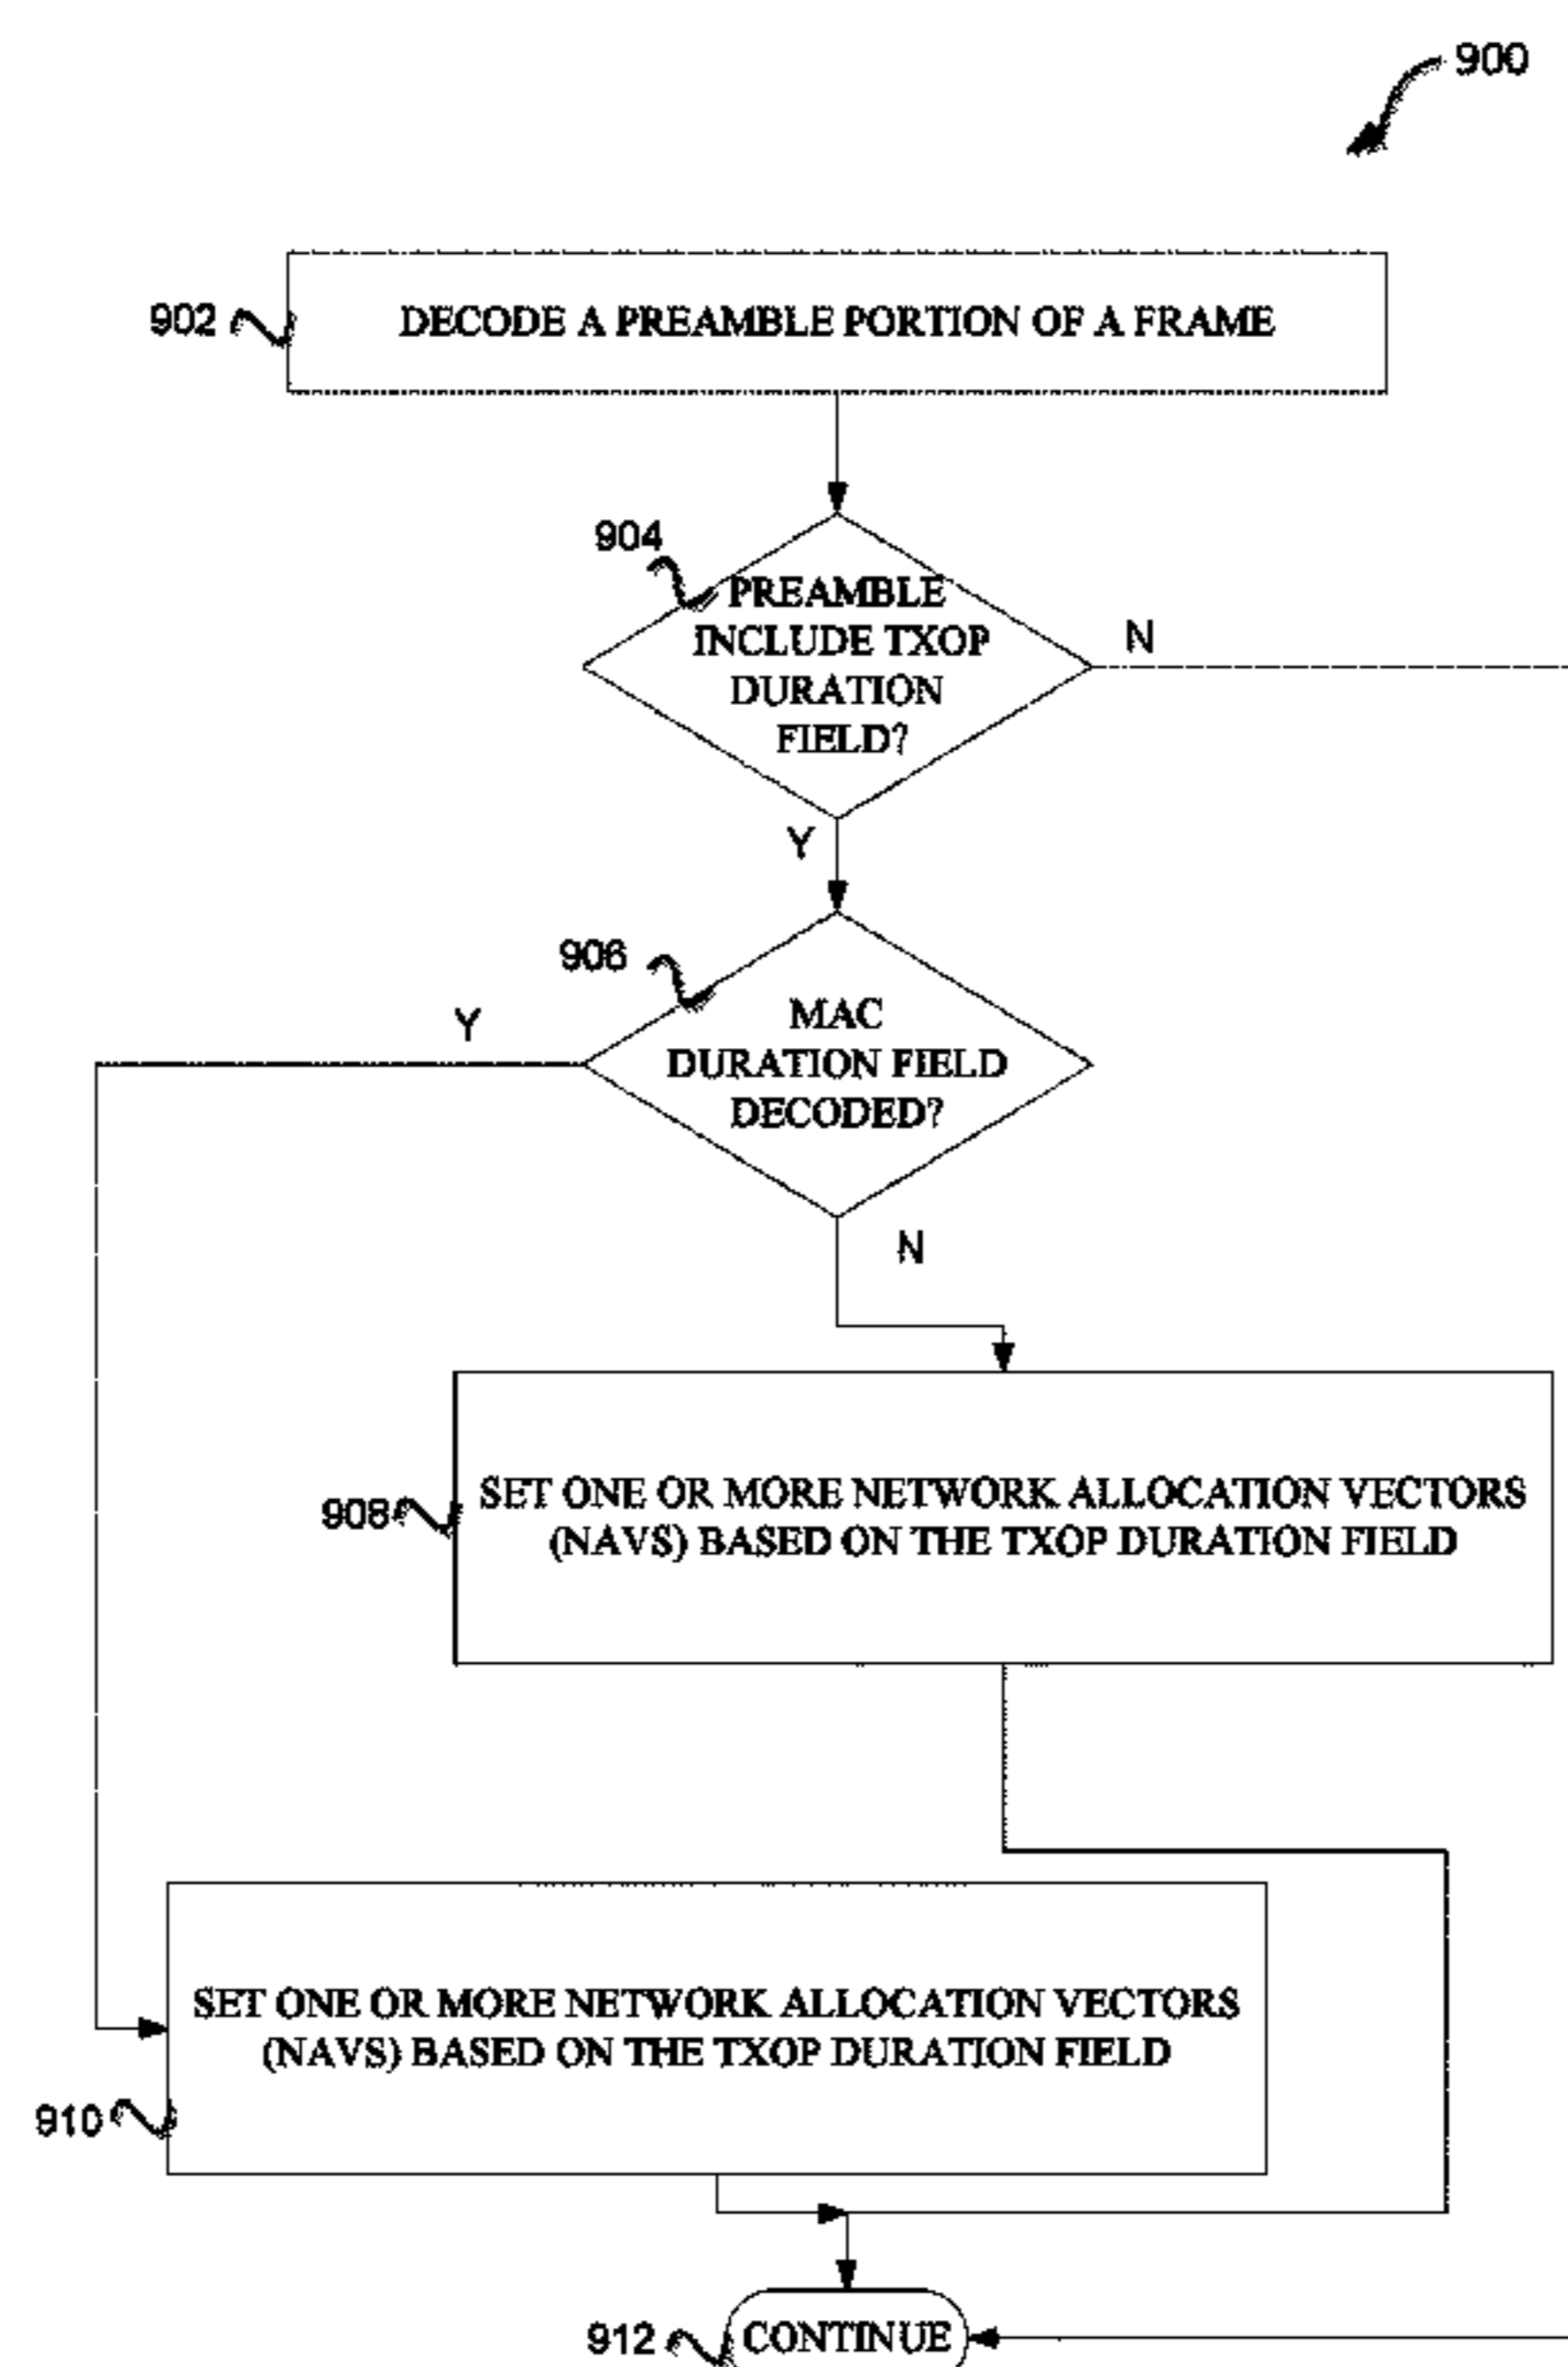 900
902
DECODE A PREAMBLE PORTION OF A FRAME
904
PREAMBLE
INCLUDE TXOP
DURATION
FIELD?
N
Y
906
MAC
DURATION FIELD
DECODED?
Y
N
908
SET ONE OR MORE NETWORK ALLOCATION VECTORS
(NAVS) BASED ON THE TXOP DURATION FIELD
SET ONE OR MORE NETWORK ALLOCATION VECTORS
(NAVS) BASED ON THE TXOP DURATION FIELD
910
912
CONTINUE